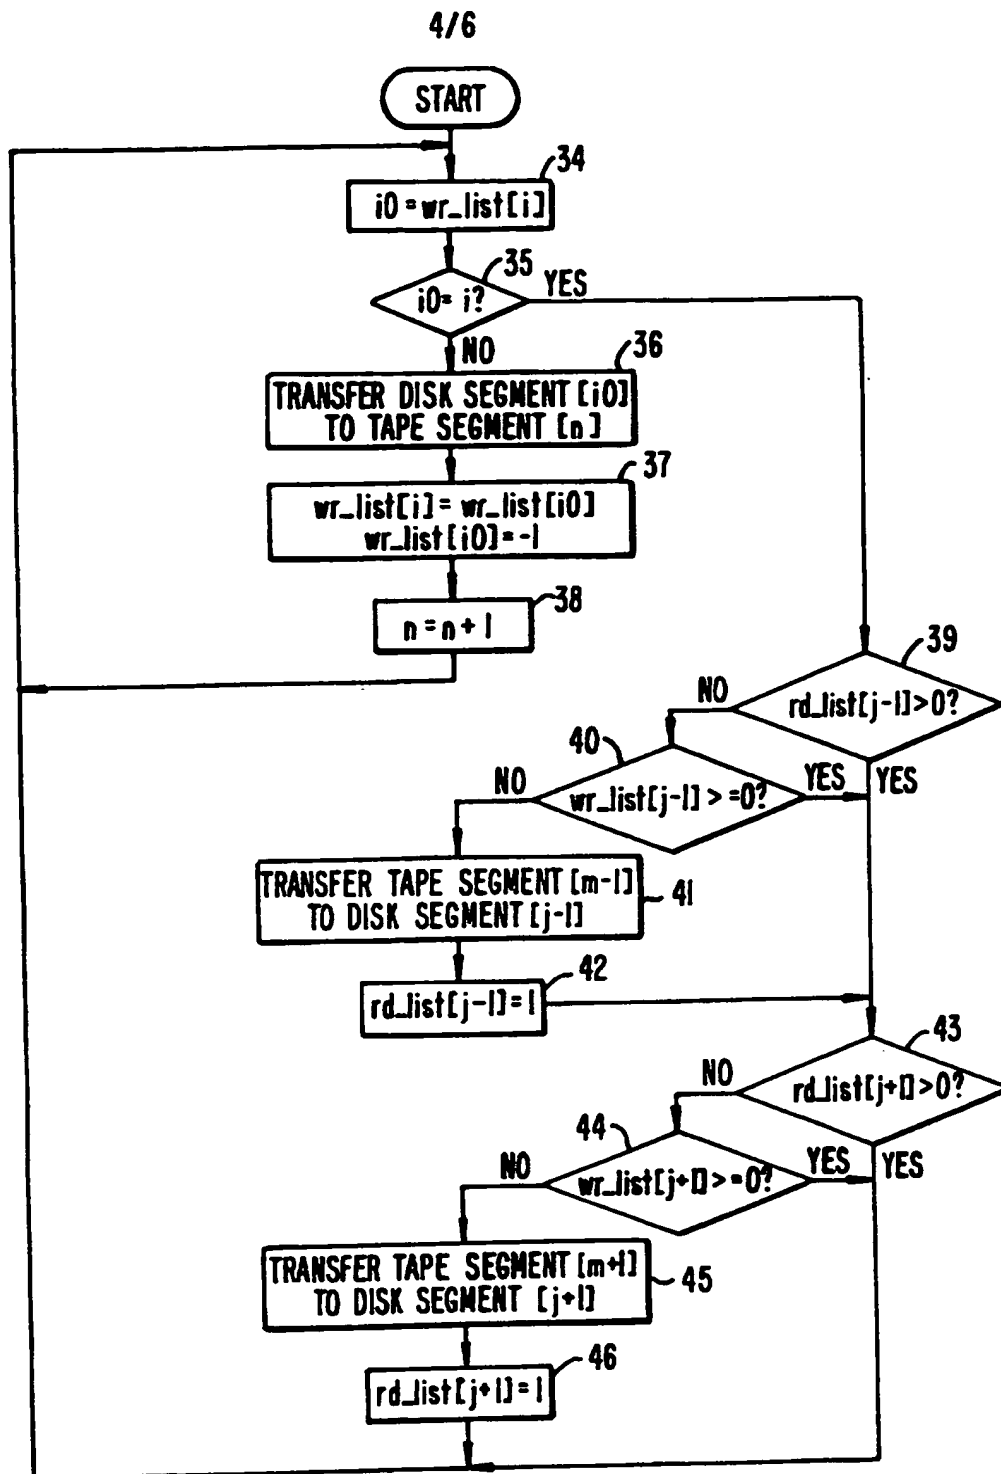 4/6
START
34
i0=wr_list[i]
35
i0= i?
YES
NO
36
TRANSFER DISK SEGMENT [i0]
TO TAPE SEGMENT [n]
37
wr_list[i]= wr_list[i0]
wr_list[i0]=-1
38
n=n+1
39
rd_list[j-1]>0?
NO
YES
40
wr_list[j-1]>=0?
NO
YES
TRANSFER TAPE SEGMENT [m-1]
TO DISK SEGMENT [j-1]
41
42
rd_list[j-1]=1
43
rd_list[j+1]>0?
NO
YES
44
wr_list[j+1]>=0?
NO
YES
TRANSFER TAPE SEGMENT [m+1]
TO DISK SEGMENT [j+1]
45
46
rd_list[j+1]=1